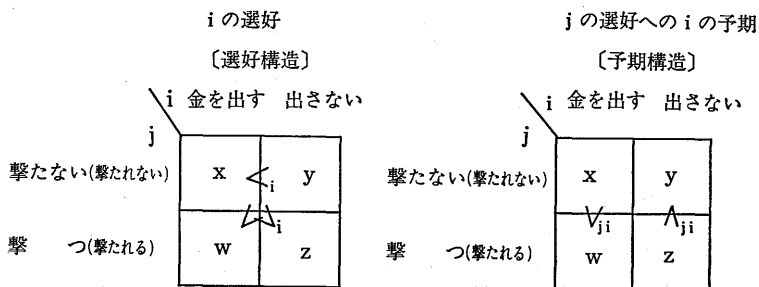 i の選好
〔選好構造〕
i 金を出す 出さない
j
撃たない(撃たれない) x <i y
i
撃 つ(撃たれる) w z
j の選好への i の予期
〔予期構造〕
i 金を出す 出さない
j
撃たない(撃たれない) x y
∨ji ∧ji
撃 つ(撃たれる) w z